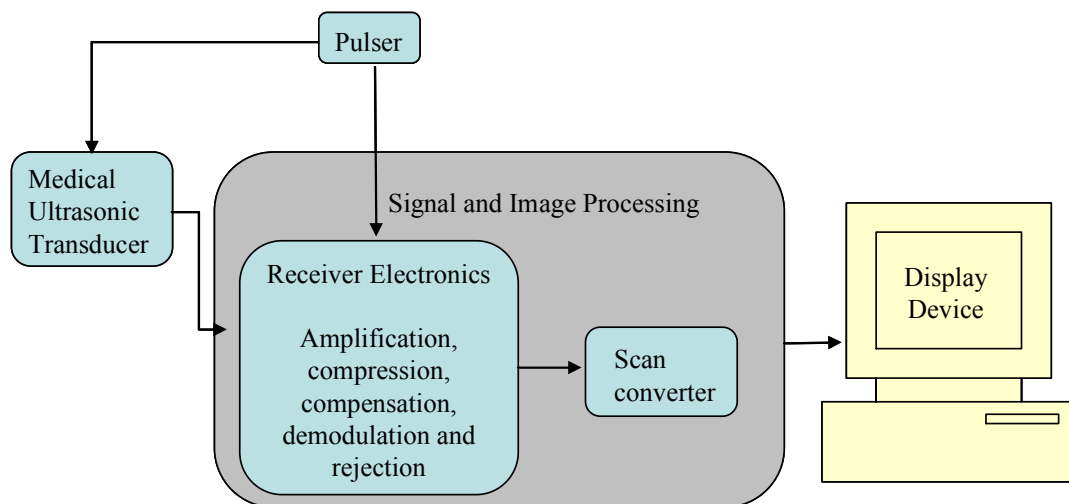 Pulser
Medical
Ultrasonic
Transducer
Signal and Image Processing
Receiver Electronics
Amplification,
compression,
compensation,
demodulation and
rejection
Scan
converter
Display
Device